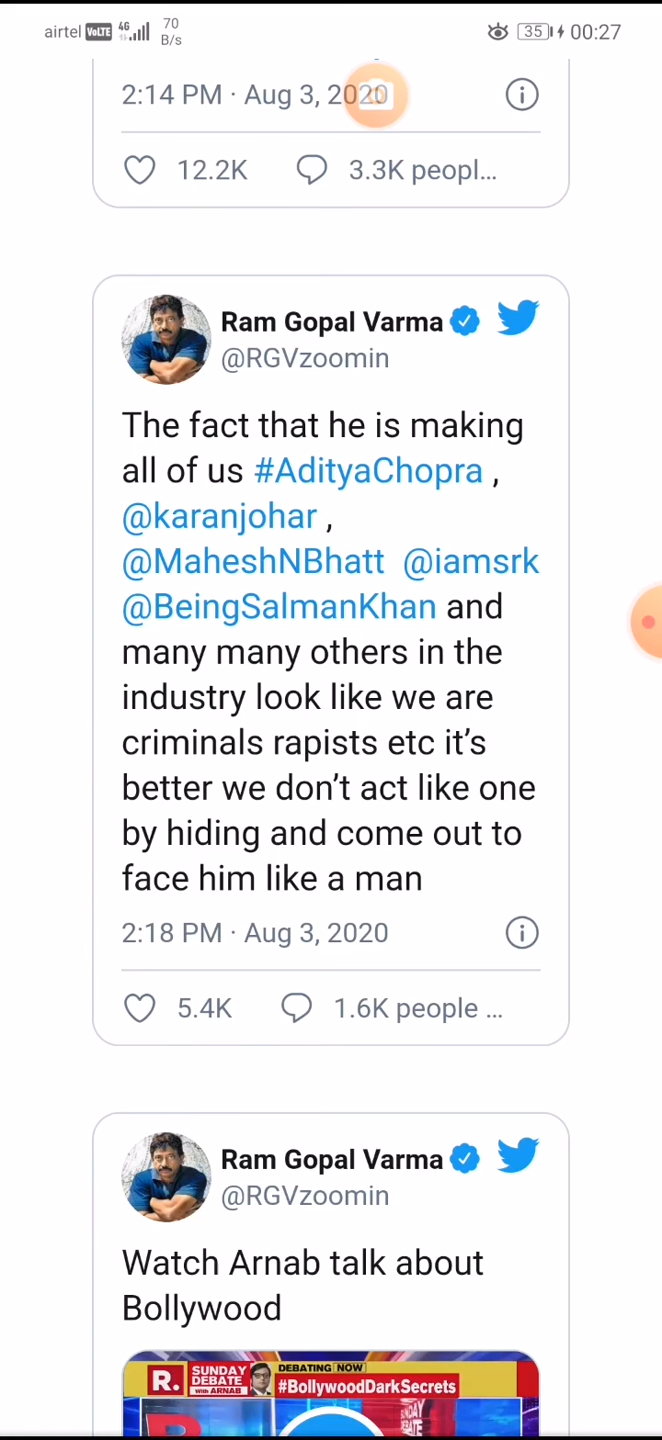 airtel VoLTE 4G 70 B/s 35 00:27
2:14 PM · Aug 3, 2020
12.2K 3.3K peopl...
Ram Gopal Varma
@RGVzoomin
The fact that he is making
all of us #AdityaChopra ,
@karanjohar ,
@MaheshNBhatt @iamsrk
@BeingSalmanKhan and
many many others in the
industry look like we are
criminals rapists etc it’s
better we don’t act like one
by hiding and come out to
face him like a man
2:18 PM · Aug 3, 2020
5.4K 1.6K people ...
Ram Gopal Varma
@RGVzoomin
Watch Arnab talk about
Bollywood
R. SUNDAY DEBATE With ARNAB DEBATING NOW
#BollywoodDarkSecrets